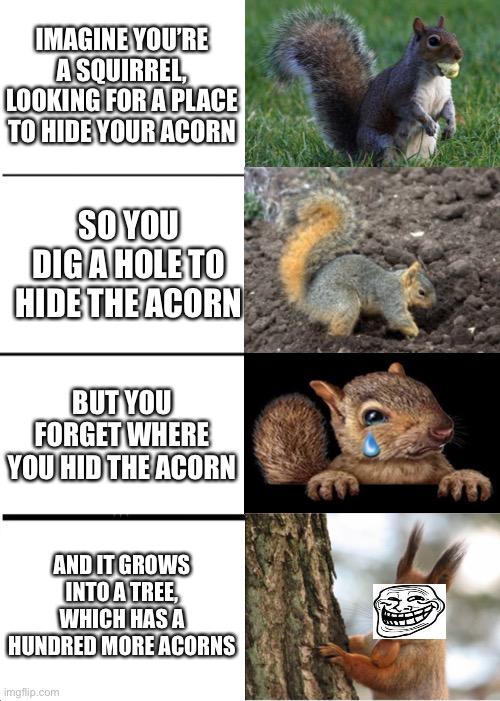 IMAGINE YOU'RE
A SQUIRREL,
LOOKING FOR A PLACE
TO HIDE YOUR ACORN
SO YOU
DIG A HOLE TO
HIDE THE ACORN
BUT YOU
FORGET WHERE
YOU HID THE ACORN
AND IT GROWS
INTO A TREE,
WHICH HAS A
HUNDRED MORE ACORNS
imgflip.com